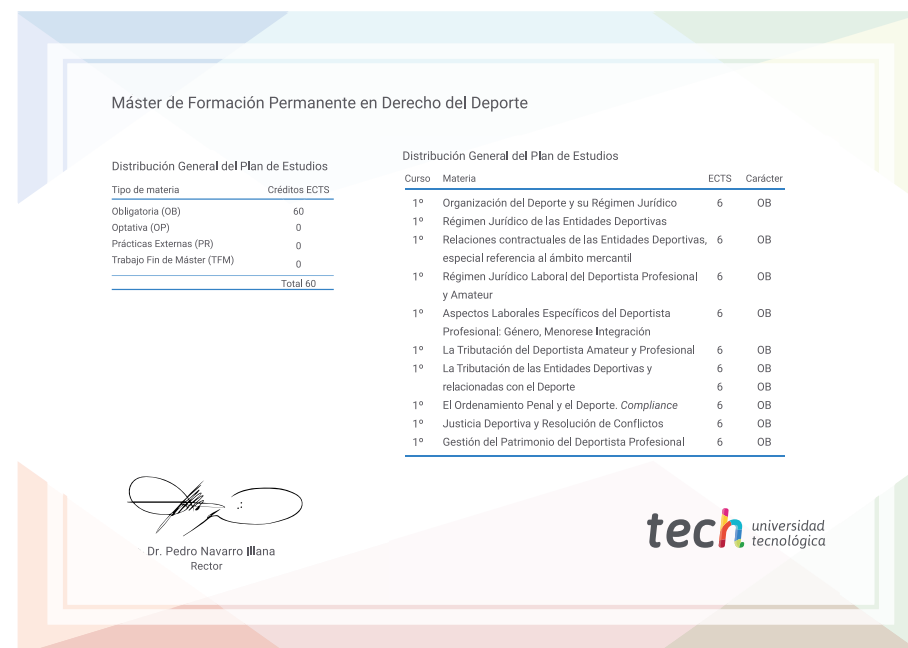 Máster de Formación Permanente en Derecho del Deporte
Distribución General del Plan de Estudios
Tipo de materia Créditos ECTS
Obligatoria (OB) 60
Optativa (OP) 0
Prácticas Externas (PR) 0
Trabajo Fin de Máster (TFM) 0
Total 60
Distribución General del Plan de Estudios
Curso Materia ECTS Carácter
1º Organización del Deporte y su Régimen Jurídico 6 OB
1º Régimen Jurídico de las Entidades Deportivas
1º Relaciones contractuales de las Entidades Deportivas, 6 OB
especial referencia al ámbito mercantil
1º Régimen Jurídico Laboral del Deportista Profesional 6 OB
y Amateur
1º Aspectos Laborales Específicos del Deportista 6 OB
Profesional: Género, Menorese Integración
1º La Tributación del Deportista Amateur y Profesional 6 OB
1º La Tributación de las Entidades Deportivas y 6 OB
relacionadas con el Deporte 6 OB
1º El Ordenamiento Penal y el Deporte. Compliance 6 OB
1º Justicia Deportiva y Resolución de Conflictos 6 OB
1º Gestión del Patrimonio del Deportista Profesional 6 OB
Dr. Pedro Navarro Illana
Rector
tech universidad
tecnológica